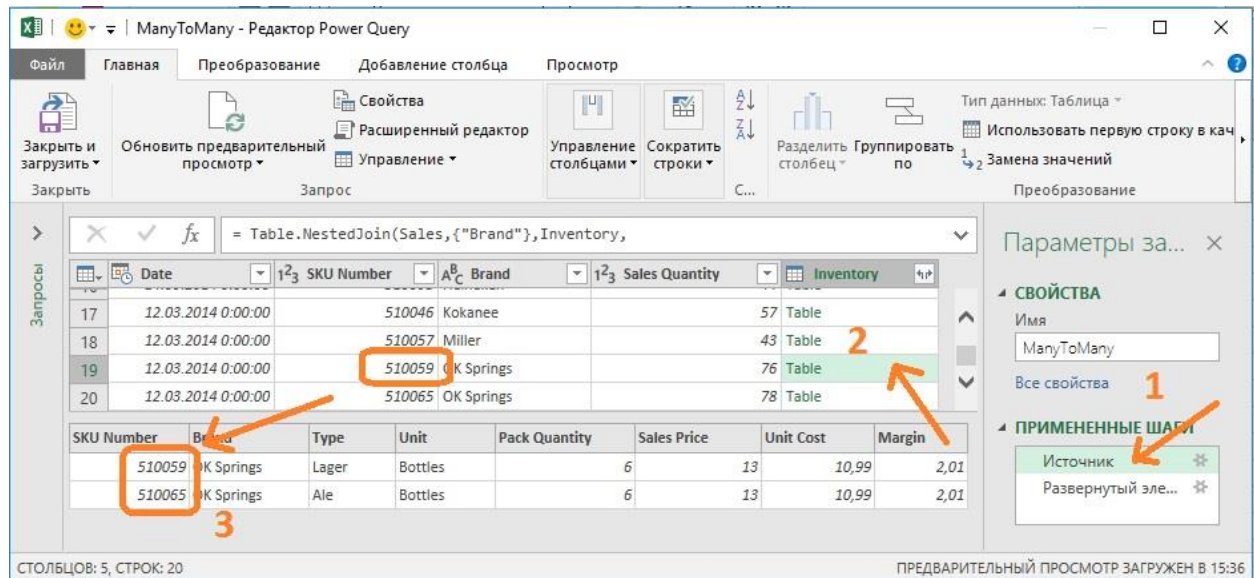 ManyToMany - Редактор Power Query
Файл Главная Преобразование Добавление столбца Просмотр
Закрыть и загрузить
Обновить предварительный просмотр
Свойства
Расширенный редактор
Управление
Управление столбцами
Сократить строки
Разделить столбец
Группировать по
Тип данных: Таблица
Использовать первую строку в кач
Замена значений
Закрыть Запрос С... Преобразование
Запросы
fx = Table.NestedJoin(Sales,{"Brand"},Inventory,
Date SKU Number Brand Sales Quantity Inventory
17 12.03.2014 0:00:00 510046 Kokanee 57 Table
18 12.03.2014 0:00:00 510057 Miller 43 Table
19 12.03.2014 0:00:00 510059 OK Springs 76 Table
20 12.03.2014 0:00:00 510065 OK Springs 78 Table
2
SKU Number Type Unit Pack Quantity Sales Price Unit Cost Margin
510059 OK Springs Lager Bottles 6 13 10,99 2,01
510065 OK Springs Ale Bottles 6 13 10,99 2,01
3
Параметры за...
СВОЙСТВА
Имя
ManyToMany
Все свойства
1
ПРИМЕНЕННЫЕ ШАГИ
Источник
Развернутый эле...
СТОЛБЦОВ: 5, СТРОК: 20
ПРЕДВАРИТЕЛЬНЫЙ ПРОСМОТР ЗАГРУЖЕН В 15:36